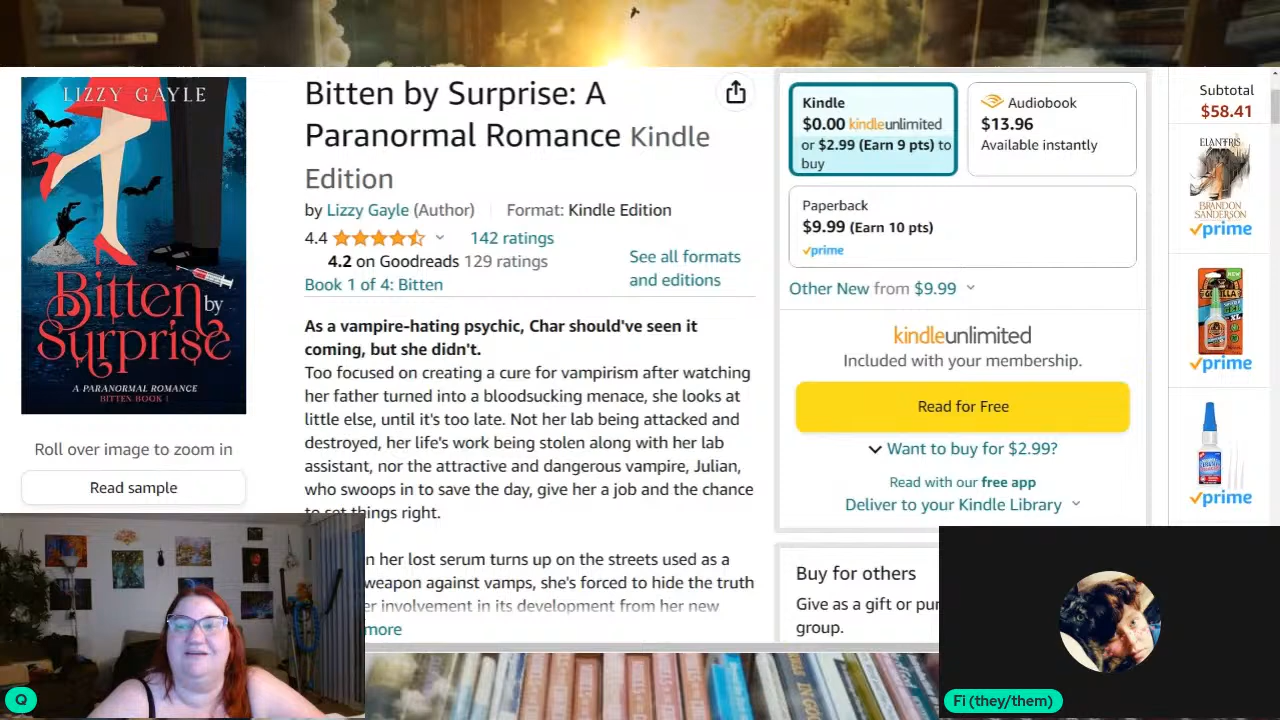 LIZZY GAYLE
Bitten by
Surprise
A PARANORMAL ROMANCE
BITTEN BOOK 1
Roll over image to zoom in
Read sample
Bitten by Surprise: A
Paranormal Romance Kindle
Edition
by Lizzy Gayle (Author) Format: Kindle Edition
4.4 142 ratings
4.2 on Goodreads 129 ratings
Book 1 of 4: Bitten
See all formats
and editions
As a vampire-hating psychic, Char should've seen it
coming, but she didn't.
Too focused on creating a cure for vampirism after watching
her father turned into a bloodsucking menace, she looks at
little else, until it's too late. Not her lab being attacked and
destroyed, her life's work being stolen along with her lab
assistant, nor the attractive and dangerous vampire, Julian,
who swoops in to save the day, give her a job and the chance
to set things right.
n her lost serum turns up on the streets used as a
weapon against vamps, she's forced to hide the truth
er involvement in its development from her new
more
Kindle
$0.00 kindleunlimited
or $2.99 (Earn 9 pts) to
buy
Audiobook
$13.96
Available instantly
Paperback
$9.99 (Earn 10 pts)
prime
Other New from $9.99
kindleunlimited
Included with your membership.
Read for Free
Want to buy for $2.99?
Read with our free app
Deliver to your Kindle Library
Buy for others
Give as a gift or pur
group.
Subtotal
$58.41
ELANTRIS
BRANDON
SANDERSON
prime
GORILLA
prime
prime
Q
Fi (they/them)